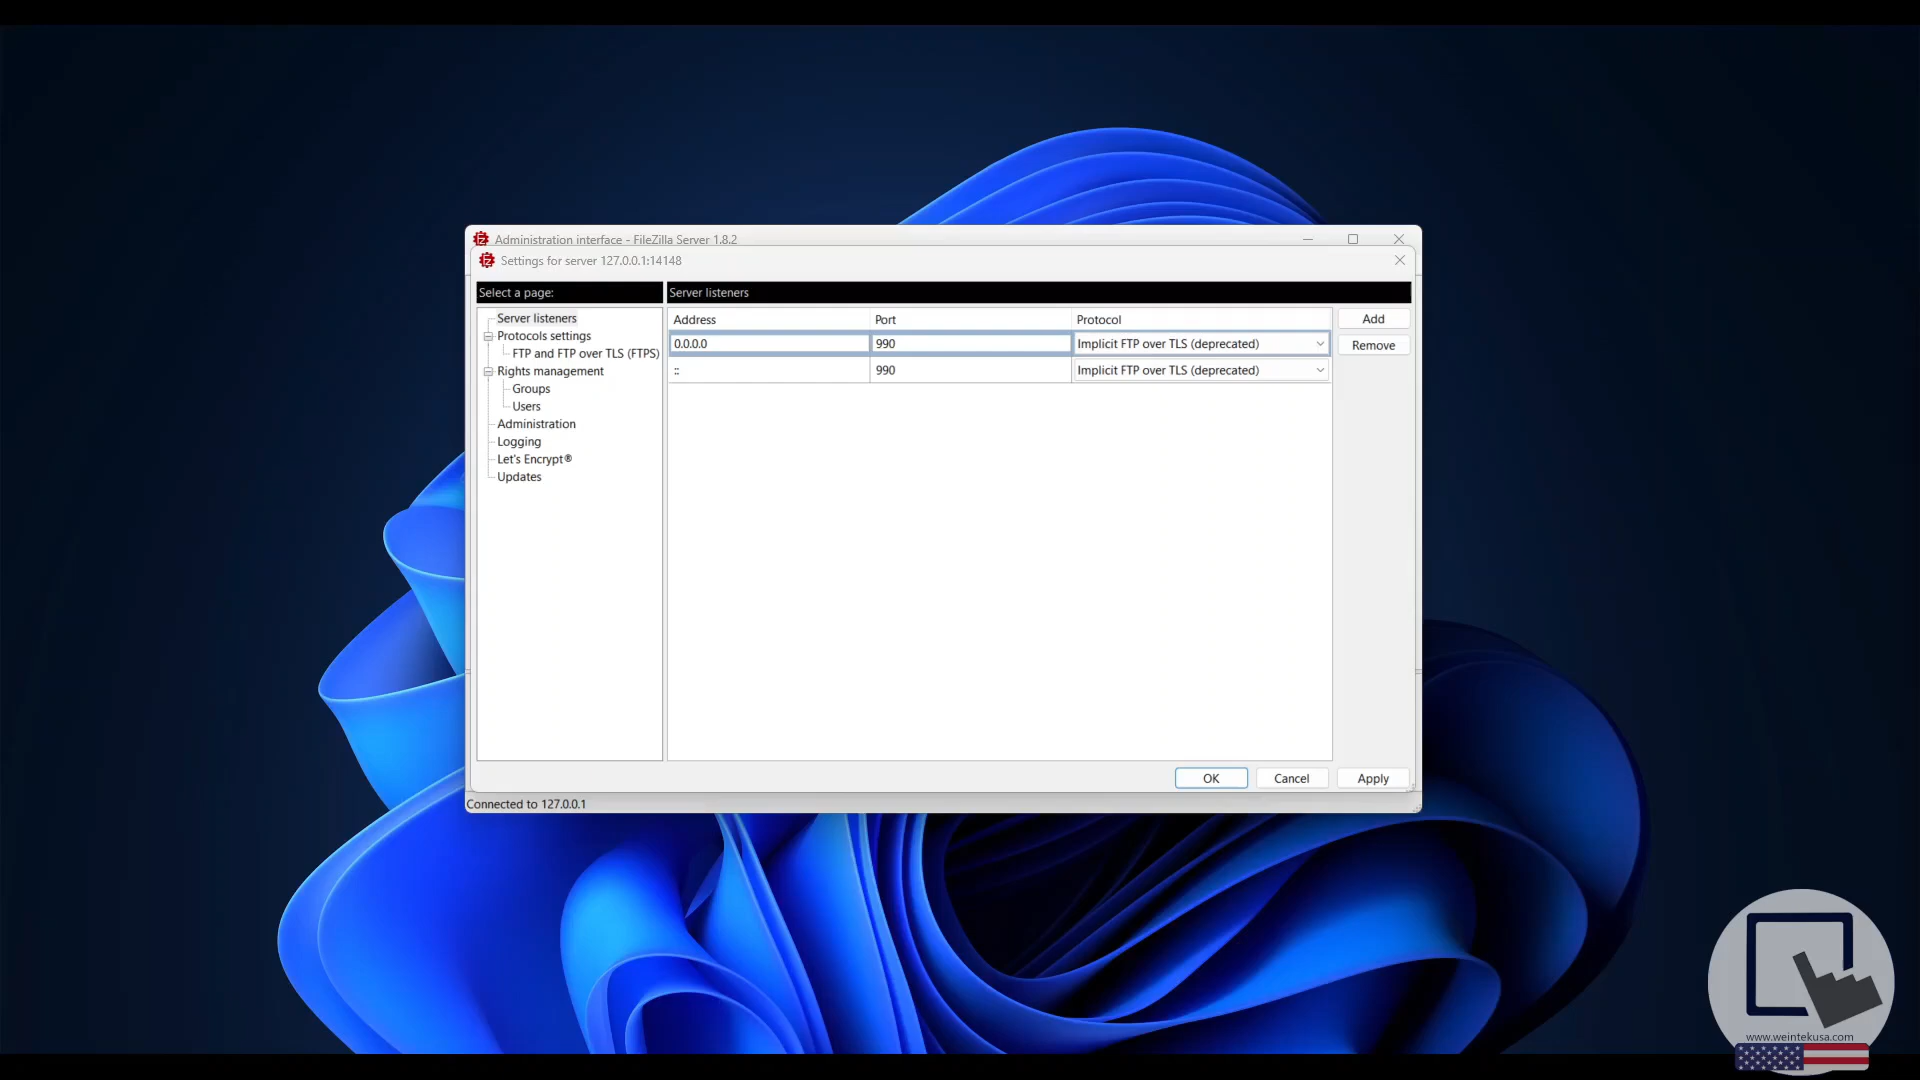 Administration interface - FileZilla Server 1.8.2
Settings for server 127.0.0.1:14148
Select a page:
Server listeners
Protocols settings
FTP and FTP over TLS (FTPS)
Rights management
Groups
Users
Administration
Logging
Let's Encrypt®
Updates
Server listeners
Address Port Protocol
0.0.0.0 990 Implicit FTP over TLS (deprecated)
:: 990 Implicit FTP over TLS (deprecated)
Add
Remove
OK Cancel Apply
Connected to 127.0.0.1
www.weintekusa.com